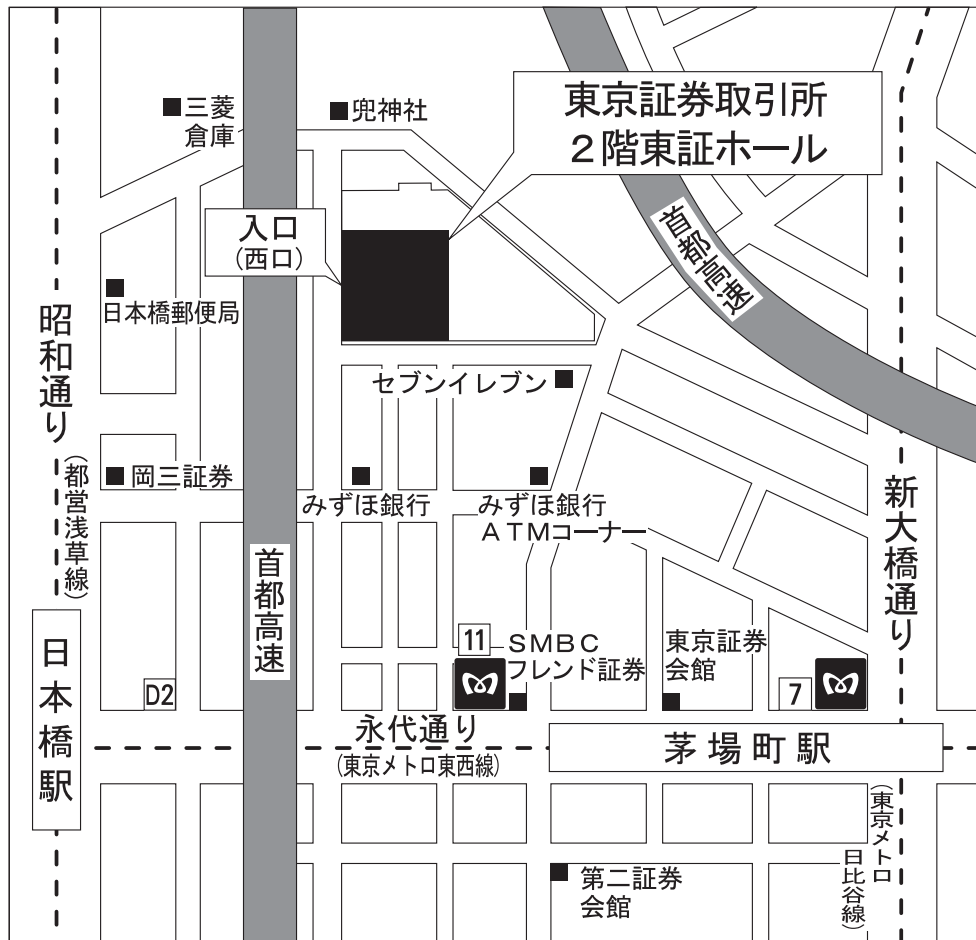 三菱
倉庫
兜神社
東京証券取引所
２階東証ホール
入口
(西口)
首都高速
日本橋郵便局
昭和通り
(都営浅草線)
セブンイレブン
岡三証券
みずほ銀行
みずほ銀行
ＡＴＭコーナー
新大橋通り
首都高速
日本橋駅
D2
11
ＳＭＢＣ
フレンド証券
東京証券
会館
7
永代通り
(東京メトロ東西線)
茅場町駅
(東京メトロ
日比谷線)
第二証券
会館